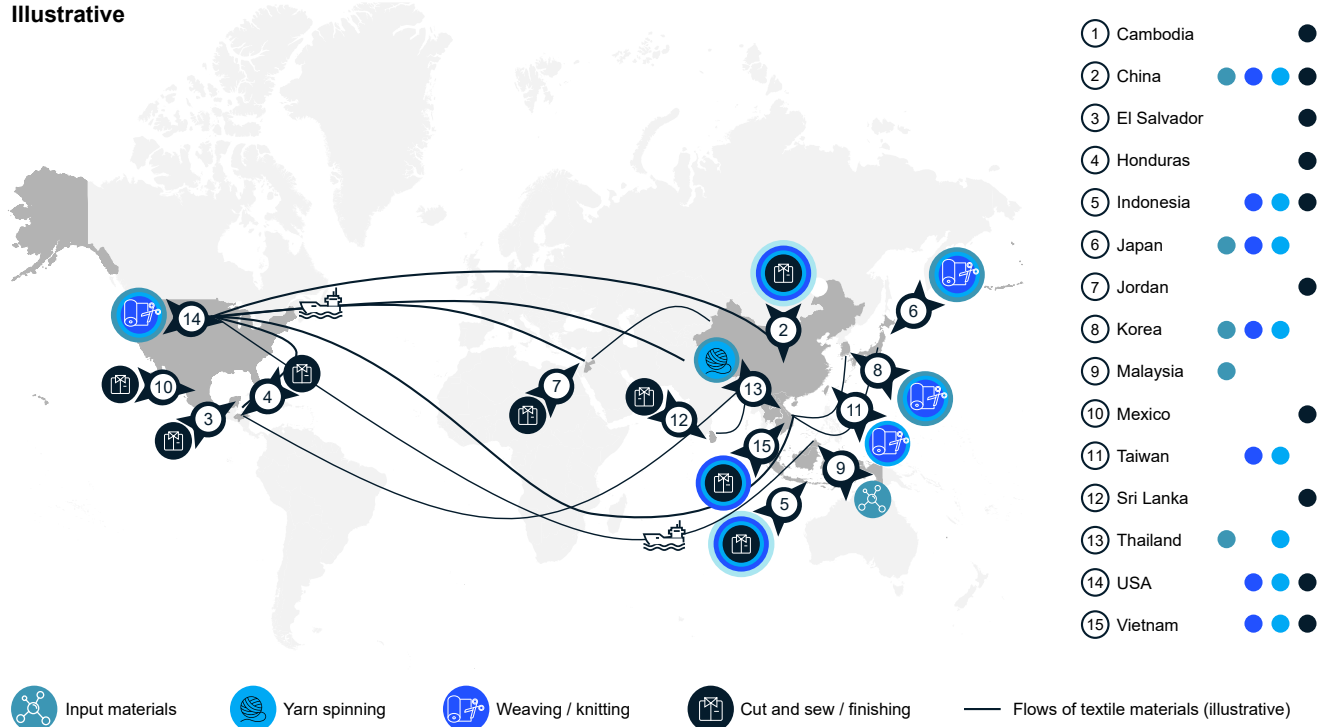 Illustrative
1 Cambodia
2 China
3 El Salvador
4 Honduras
5 Indonesia
6 Japan
7 Jordan
8 Korea
9 Malaysia
10 Mexico
11 Taiwan
12 Sri Lanka
13 Thailand
14 USA
15 Vietnam
2
6
14
13
8
7
10
4
11
3
12
15
9
5
Input materials
Yarn spinning
Weaving / knitting
Cut and sew / finishing
Flows of textile materials (illustrative)